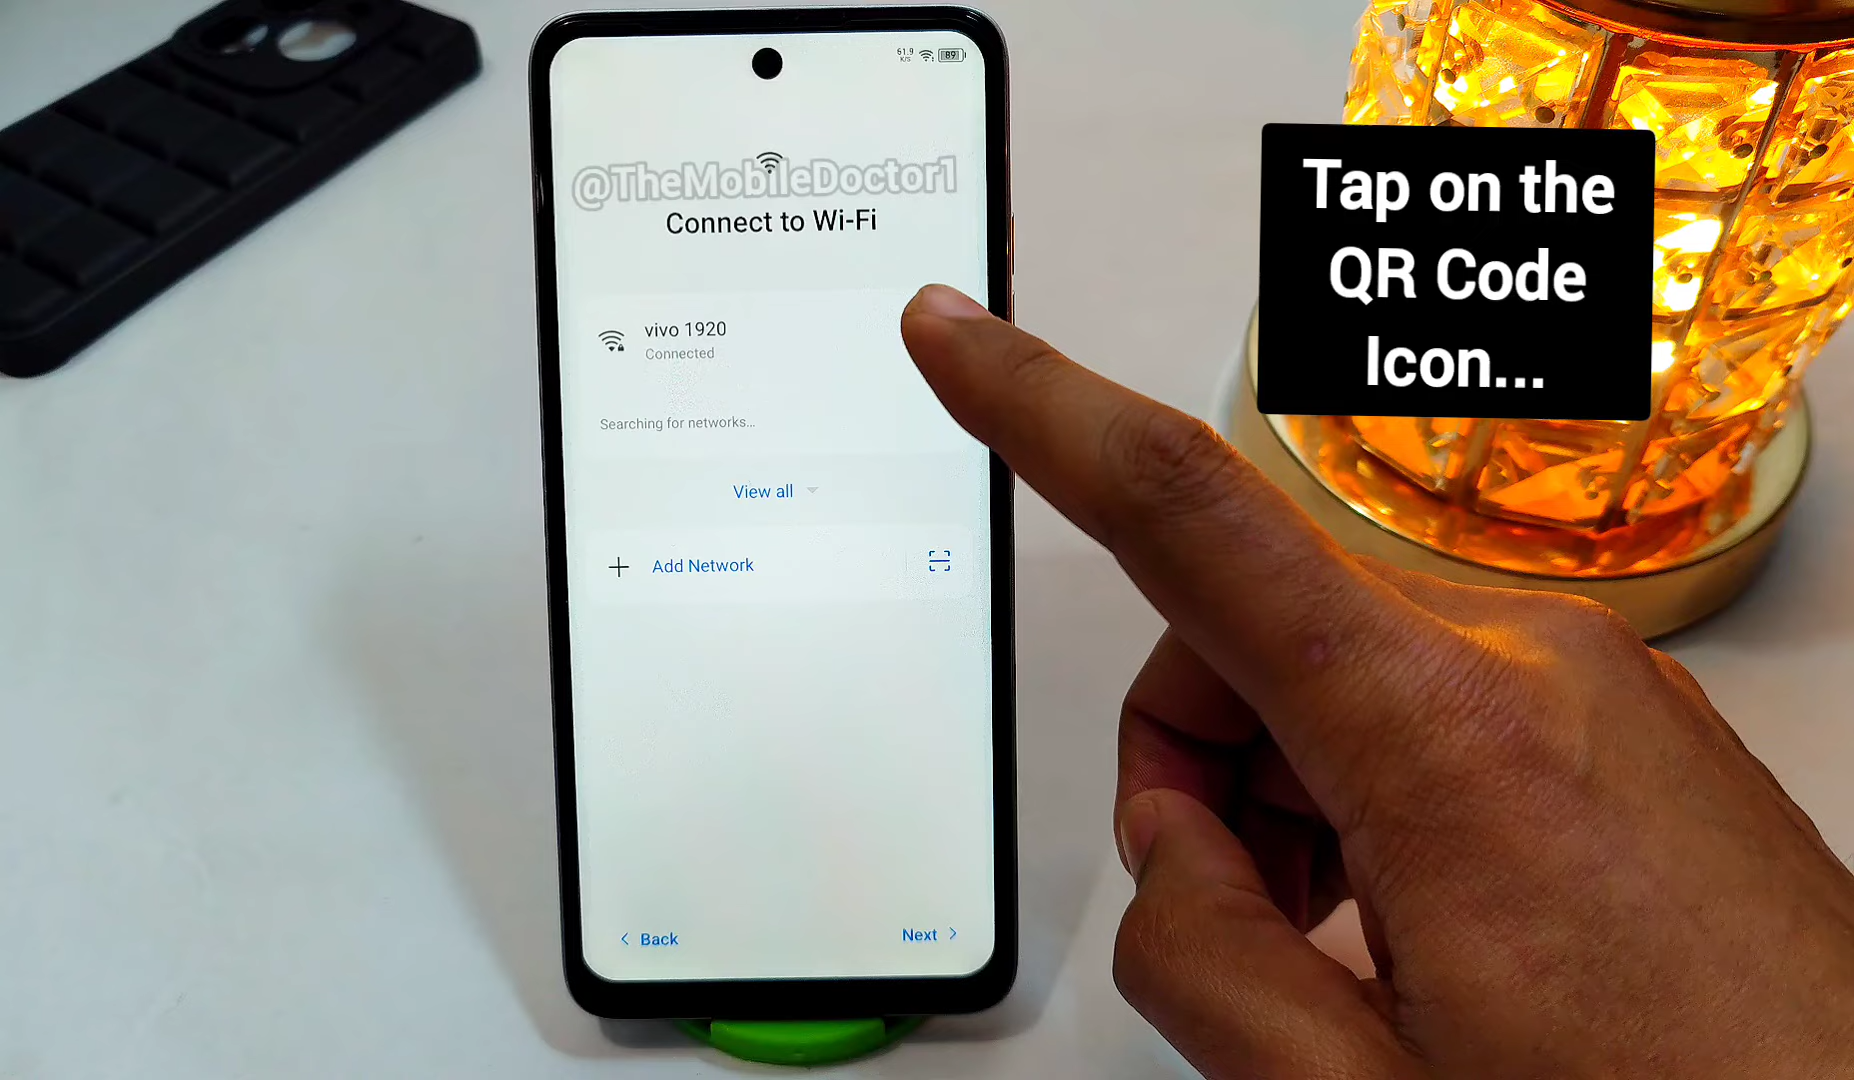 61.9
K/S
89
@TheMobileDoctor1
Connect to Wi-Fi
vivo 1920
Connected
Searching for networks...
View all
Add Network
Back
Next
Tap on the
QR Code
Icon...